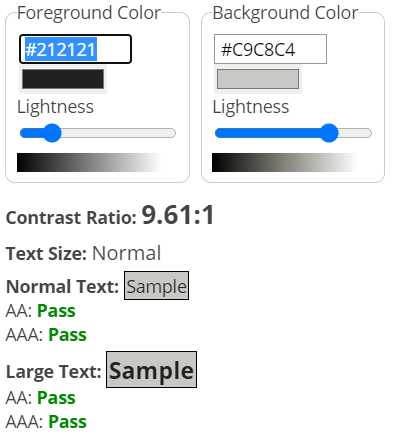 Foreground Color
Background Color
#212121
#C9C8C4
Lightness
Lightness
Contrast Ratio: 9.61:1
Text Size: Normal
Normal Text: Sample
AA: Pass
AAA: Pass
Large Text: Sample
AA: Pass
AAA: Pass